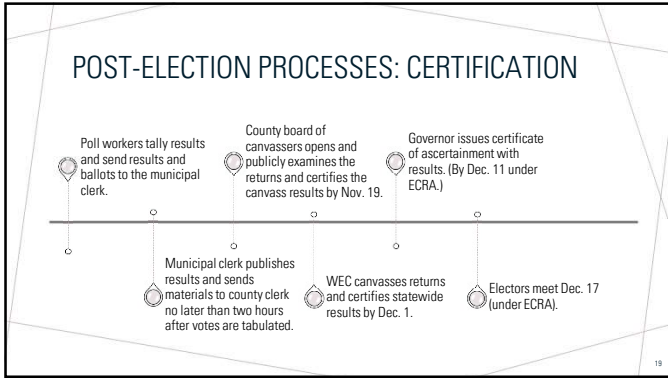 POST-ELECTION PROCESSES: CERTIFICATION
Poll workers tally results
and send results and
ballots to the municipal
clerk.
Municipal clerk publishes
results and sends
materials to county clerk
no later than two hours
after votes are tabulated.
County board of
canvassers opens and
publicly examines the
returns and certifies the
canvass results by Nov. 19.
WEC canvasses returns
and certifies statewide
results by Dec. 1.
Governor issues certificate
of ascertainment with
results. (By Dec. 11 under
ECRA.)
Electors meet Dec. 17
(under ECRA).
19